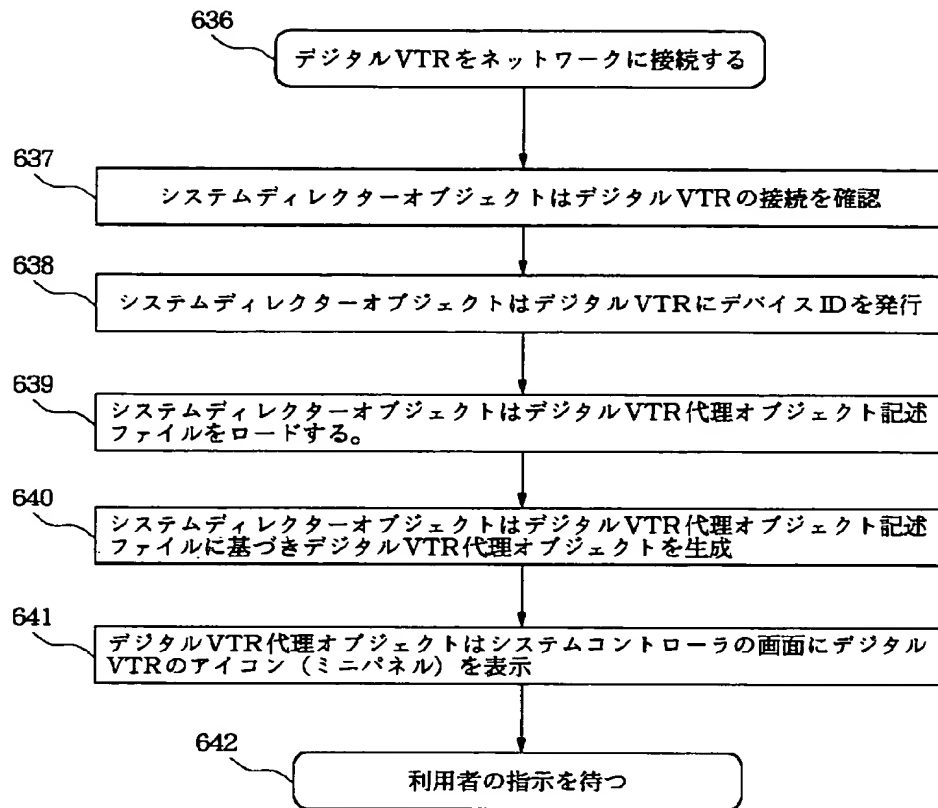 636
デジタルVTRをネットワークに接続する
637
システムディレクターオブジェクトはデジタルVTRの接続を確認
638
システムディレクターオブジェクトはデジタルVTRにデバイスIDを発行
639
システムディレクターオブジェクトはデジタルVTR代理オブジェクト記述
ファイルをロードする。
640
システムディレクターオブジェクトはデジタルVTR代理オブジェクト記述
ファイルに基づきデジタルVTR代理オブジェクトを生成
641
デジタルVTR代理オブジェクトはシステムコントローラの画面にデジタル
VTRのアイコン（ミニパネル）を表示
642
利用者の指示を待つ